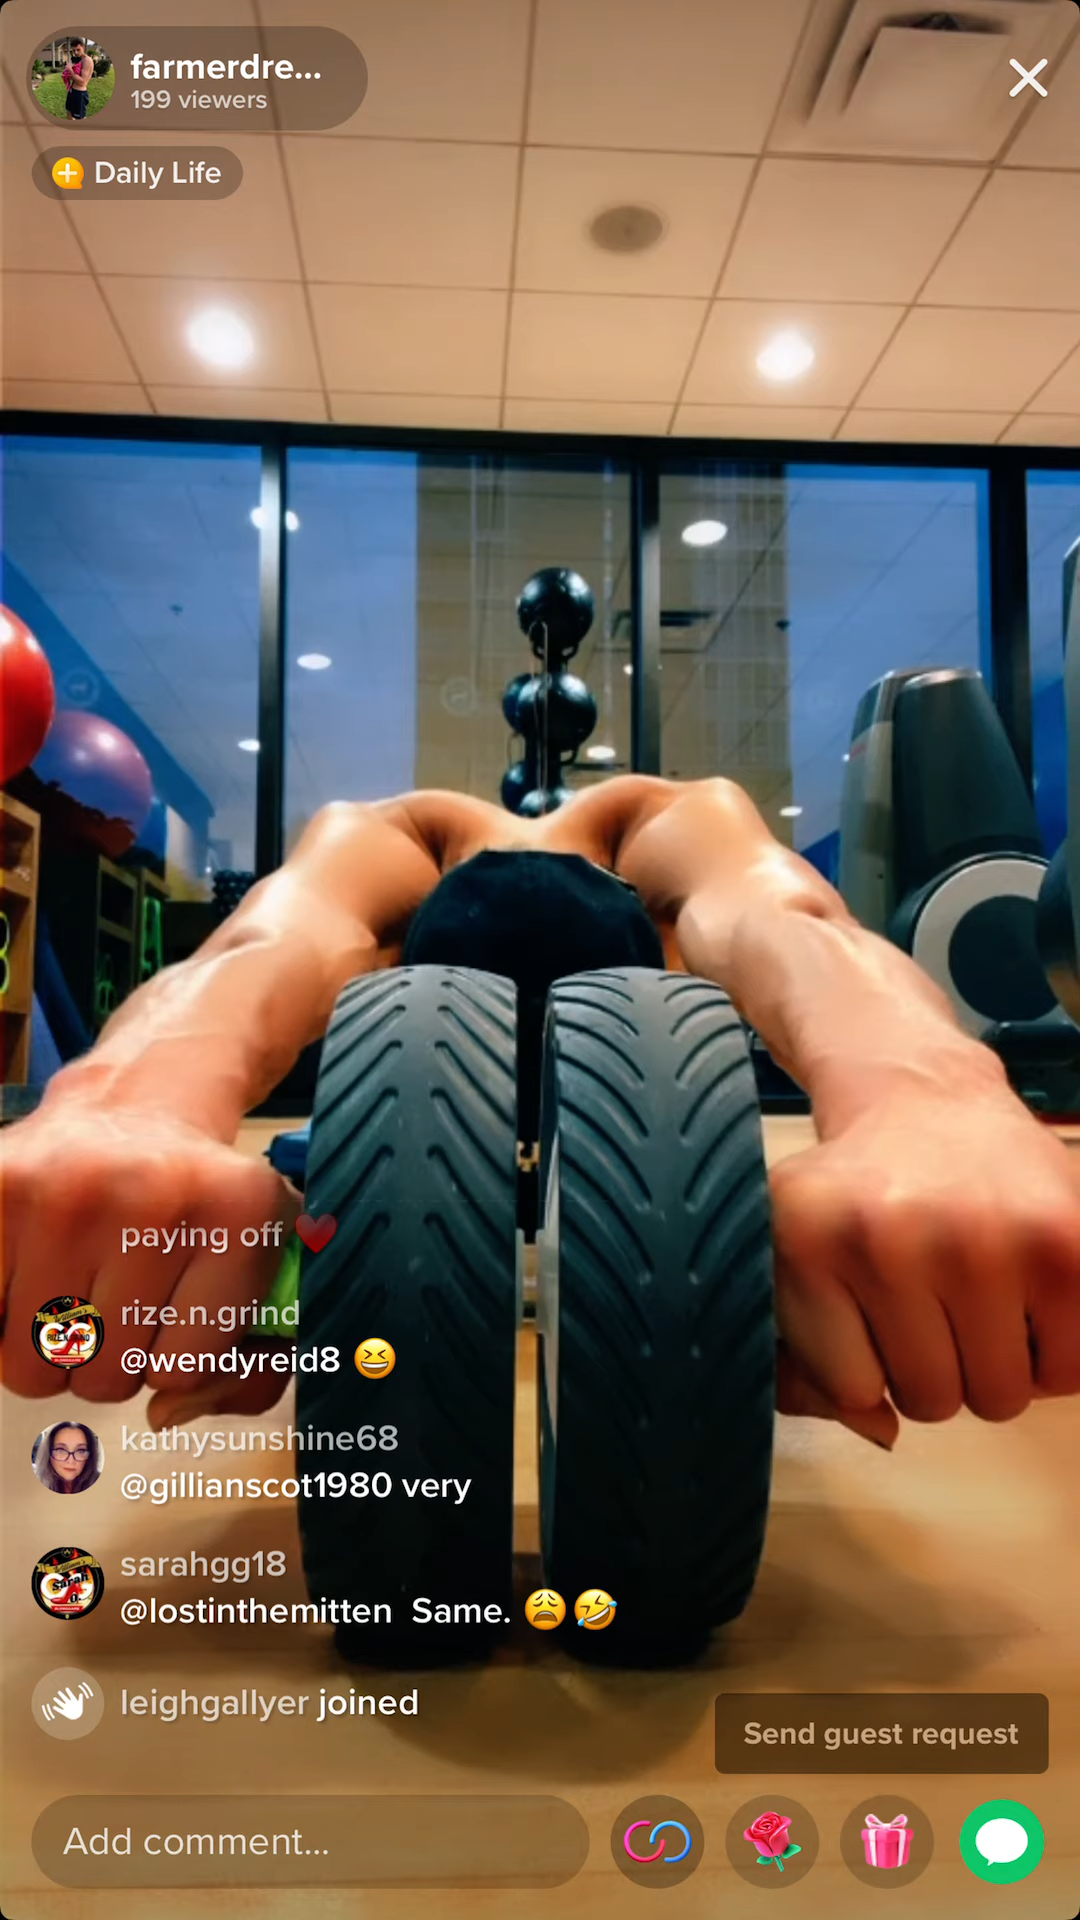 farmerdre...
199 viewers
Daily Life
paying off
rize.n.grind
@wendyreid8
kathysunshine68
@gillianscot1980 very
sarahgg18
@lostinthemitten Same.
leighgallyer joined
Send guest request
Add comment...